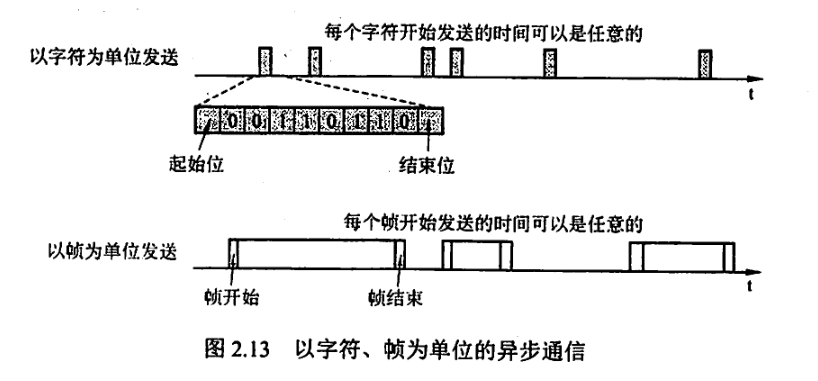 每个字符开始发送的时间可以是任意的
以字符为单位发送
t
0 0 1 1 0 1 1 0
起始位
结束位
每个帧开始发送的时间可以是任意的
以帧为单位发送
t
帧开始
帧结束
图 2.13 以字符、帧为单位的异步通信